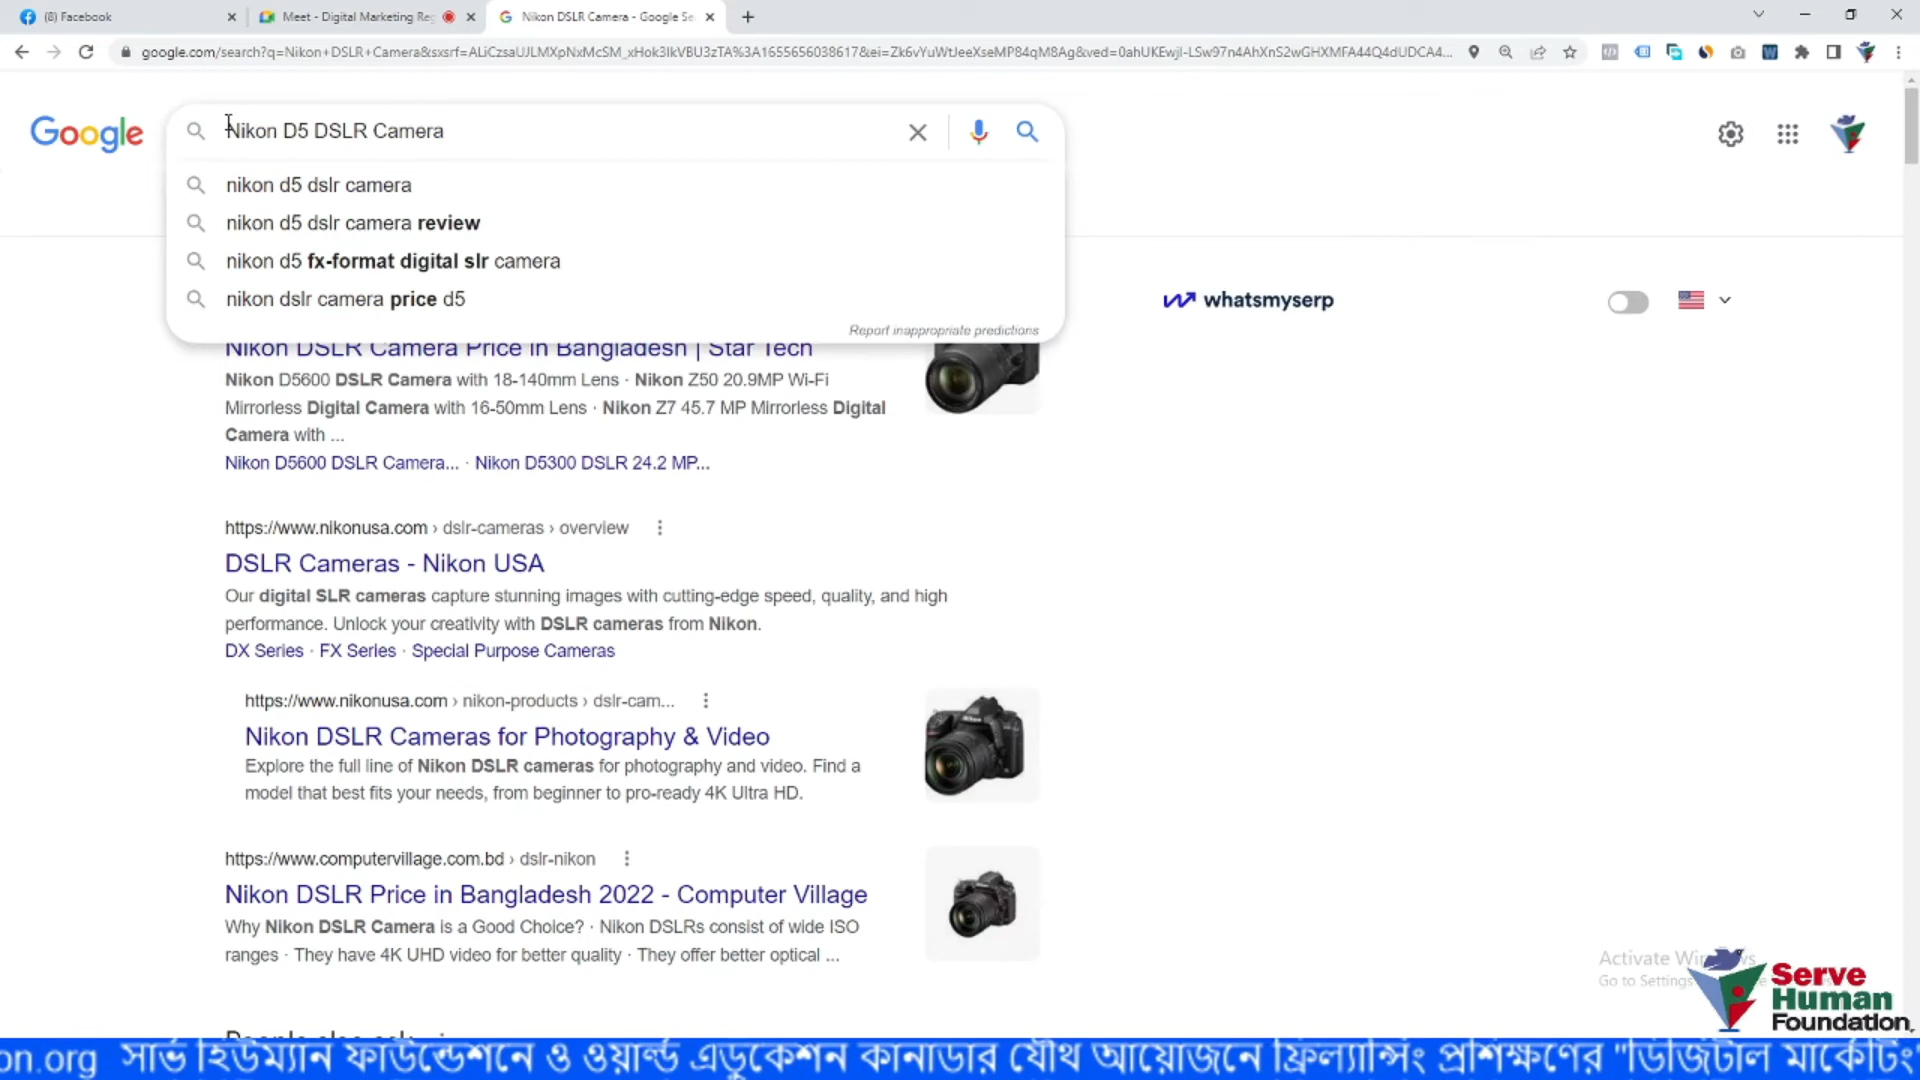 (8) Facebook
Meet - Digital Marketing Re
Nikon DSLR Camera - Google Se
google.com/search?q=Nikon+DSLR+Camera&sxsrf=ALiCzsaUJLMXpNxMcSM_xHok3IkVBU3zTA%3A1655656038617&ei=Zk6vYuWtJeeXseMP84qM8Ag&ved=0ahUKEwjl-LSw97n4AhXnS2wGHXMFA44Q4dUDCA4...
Google
Nikon D5 DSLR Camera
nikon d5 dslr camera
nikon d5 dslr camera review
nikon d5 fx-format digital slr camera
nikon dslr camera price d5
Report inappropriate predictions
whatsmyserp
Nikon DSLR Camera Price in Bangladesh | Star Tech
Nikon D5600 DSLR Camera with 18-140mm Lens · Nikon Z50 20.9MP Wi-Fi
Mirrorless Digital Camera with 16-50mm Lens · Nikon Z7 45.7 MP Mirrorless Digital
Camera with ...
Nikon D5600 DSLR Camera... · Nikon D5300 DSLR 24.2 MP...
https://www.nikonusa.com › dslr-cameras › overview
DSLR Cameras - Nikon USA
Our digital SLR cameras capture stunning images with cutting-edge speed, quality, and high
performance. Unlock your creativity with DSLR cameras from Nikon.
DX Series · FX Series · Special Purpose Cameras
https://www.nikonusa.com › nikon-products › dslr-cam...
Nikon DSLR Cameras for Photography & Video
Explore the full line of Nikon DSLR cameras for photography and video. Find a
model that best fits your needs, from beginner to pro-ready 4K Ultra HD.
https://www.computervillage.com.bd › dslr-nikon
Nikon DSLR Price in Bangladesh 2022 - Computer Village
Why Nikon DSLR Camera is a Good Choice? · Nikon DSLRs consist of wide ISO
ranges · They have 4K UHD video for better quality · They offer better optical ...
Activate Windows
Go to Settings
Serve
Human
Foundation
People also ask
on.org সার্ভ হিউম্যান ফাউন্ডেশনে ও ওয়ার্ল্ড এডুকেশন কানাডার যৌথ আয়োজনে ফ্রিল্যান্সিং প্রশিক্ষণের "ডিজিটাল মার্কেটিং"